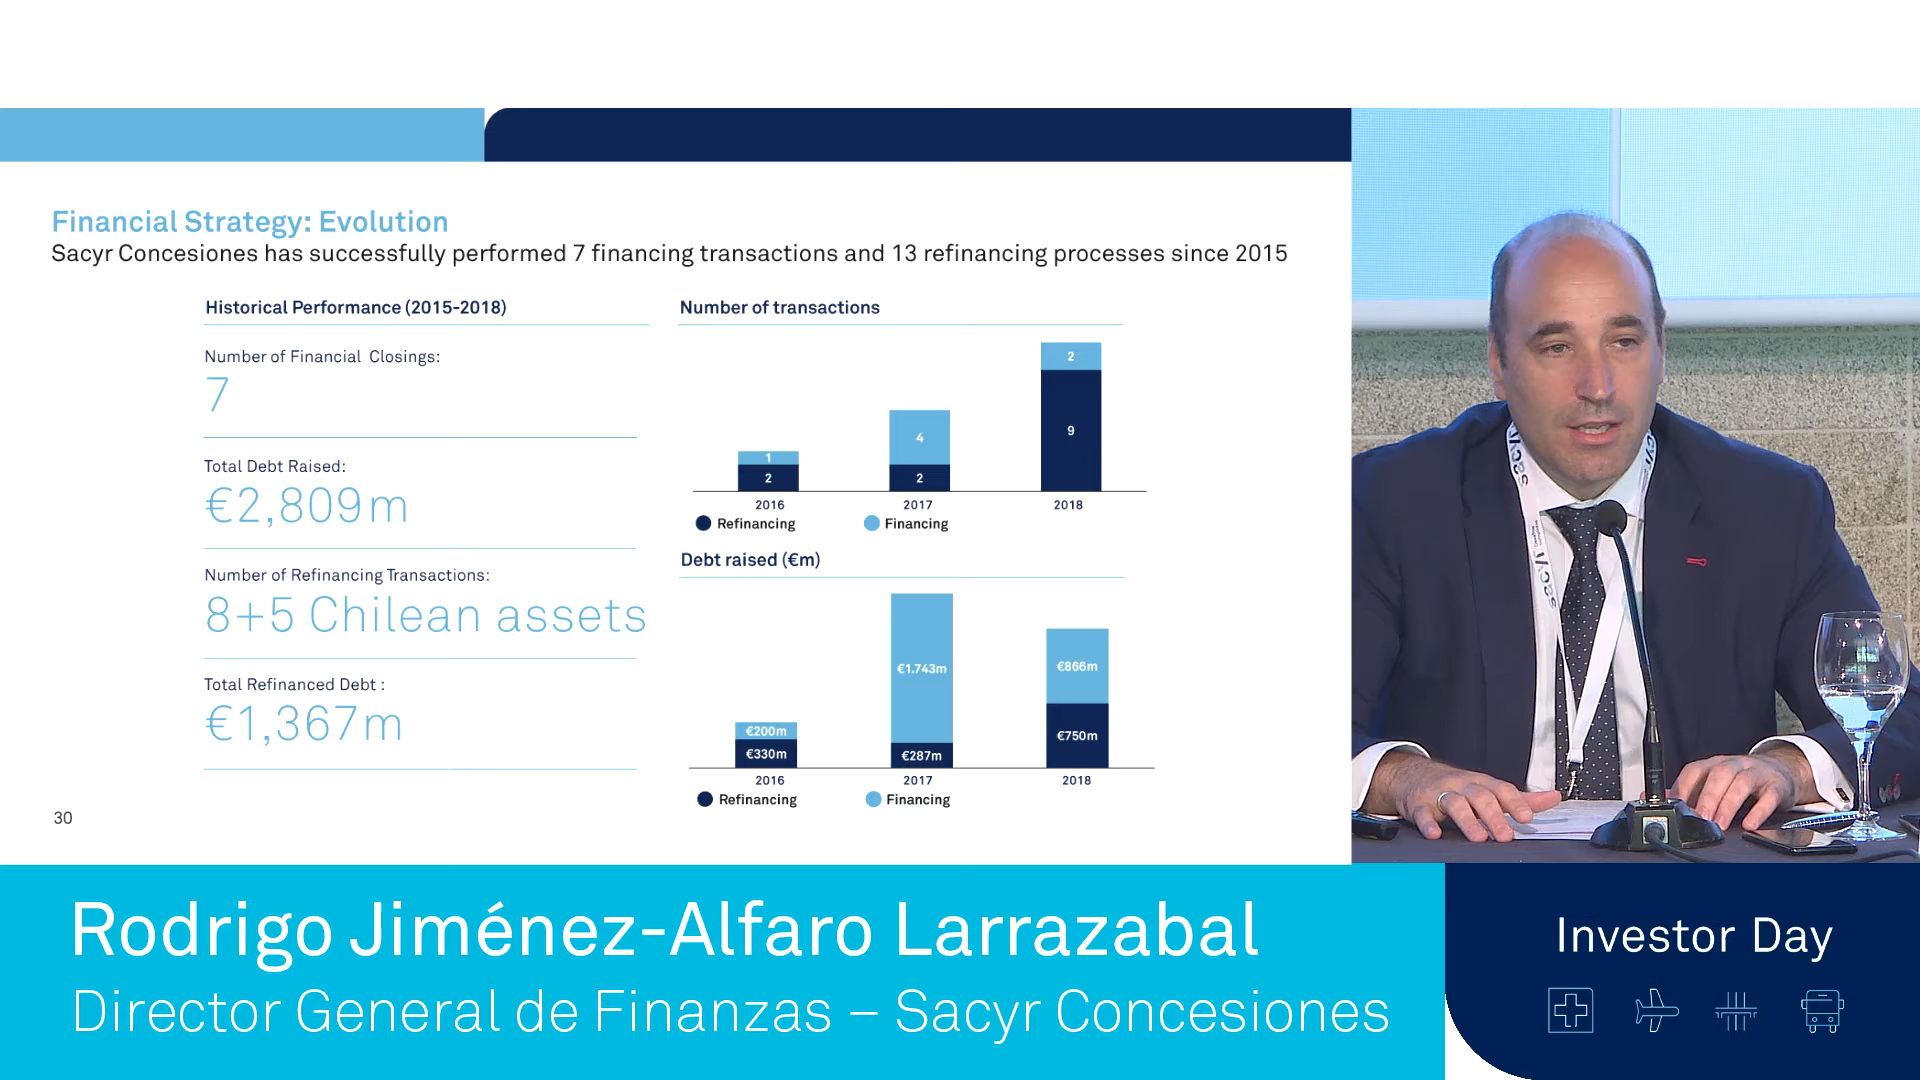 Financial Strategy: Evolution
Sacyr Concesiones has successfully performed 7 financing transactions and 13 refinancing processes since 2015
Historical Performance (2015-2018)
Number of Financial Closings:
7
Total Debt Raised:
€2,809m
Number of Refinancing Transactions:
8+5 Chilean assets
Total Refinanced Debt :
€1,367m
Number of transactions
2
9
4
2
1
2
2016 2017 2018
Refinancing Financing
Debt raised (€m)
€1.743m
€287m
€866m
€750m
€200m
€330m
2016 2017 2018
Refinancing Financing
30
sacyr
sacyr
Rodrigo Jiménez-Alfaro Larrazabal
Director General de Finanzas – Sacyr Concesiones
Investor Day